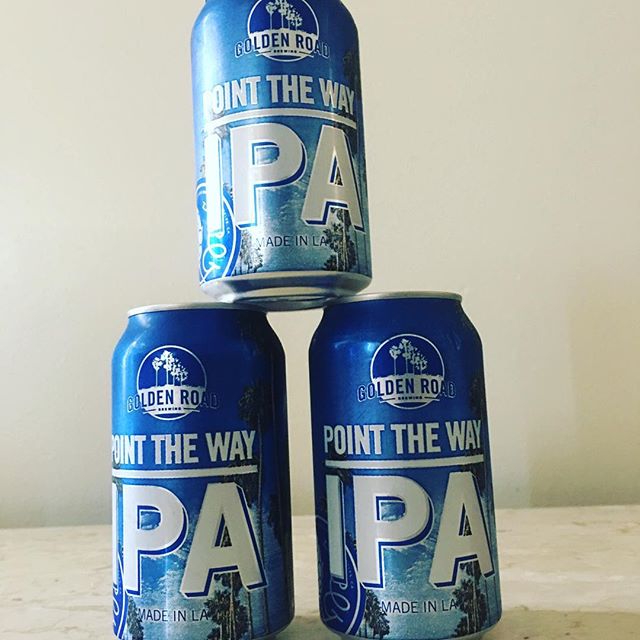 GOLDEN ROAD
BREWING
POINT THE WAY
IPA
MADE IN LA
GOLDEN ROAD
BREWING
POINT THE WAY
IPA
MADE IN LA
GOLDEN ROAD
BREWING
POINT THE WAY
IPA
MADE IN LA